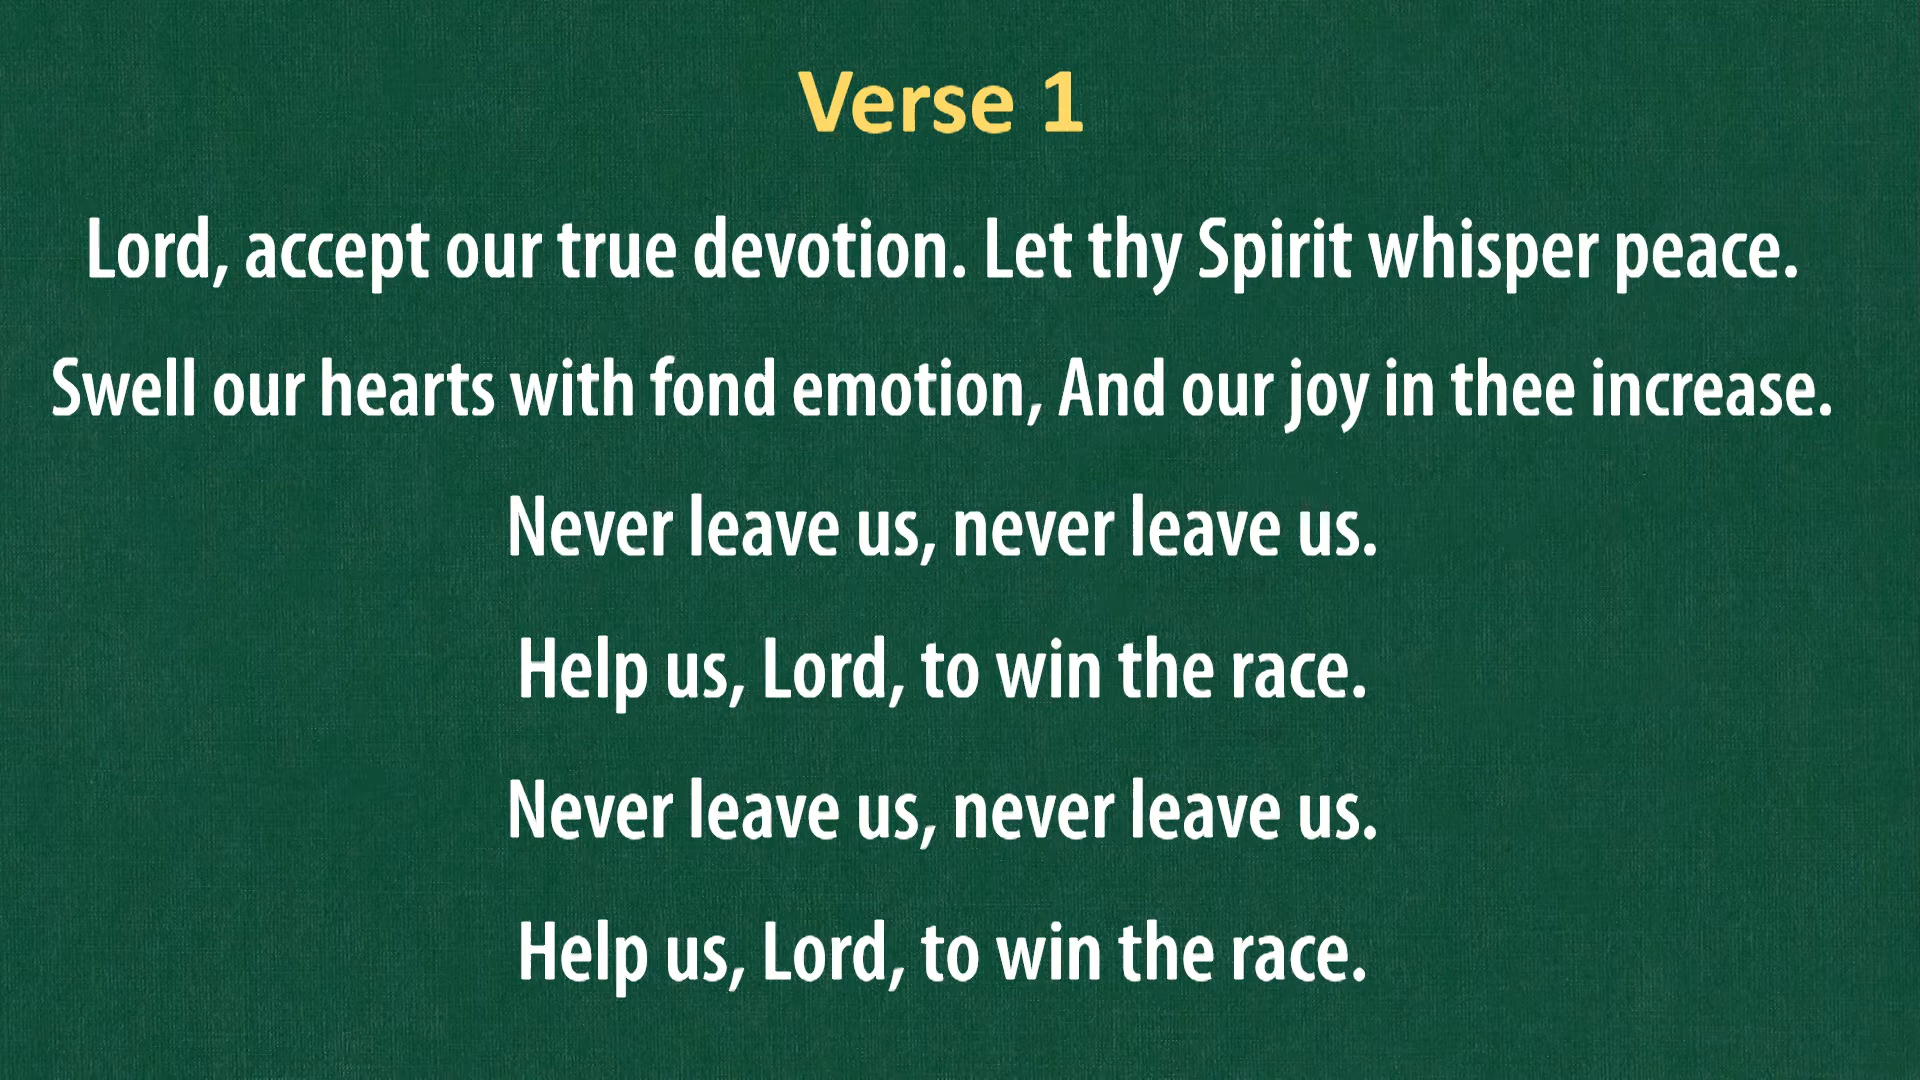 Verse 1
Lord, accept our true devotion. Let thy Spirit whisper peace.
Swell our hearts with fond emotion, And our joy in thee increase.
Never leave us, never leave us.
Help us, Lord, to win the race.
Never leave us, never leave us.
Help us, Lord, to win the race.